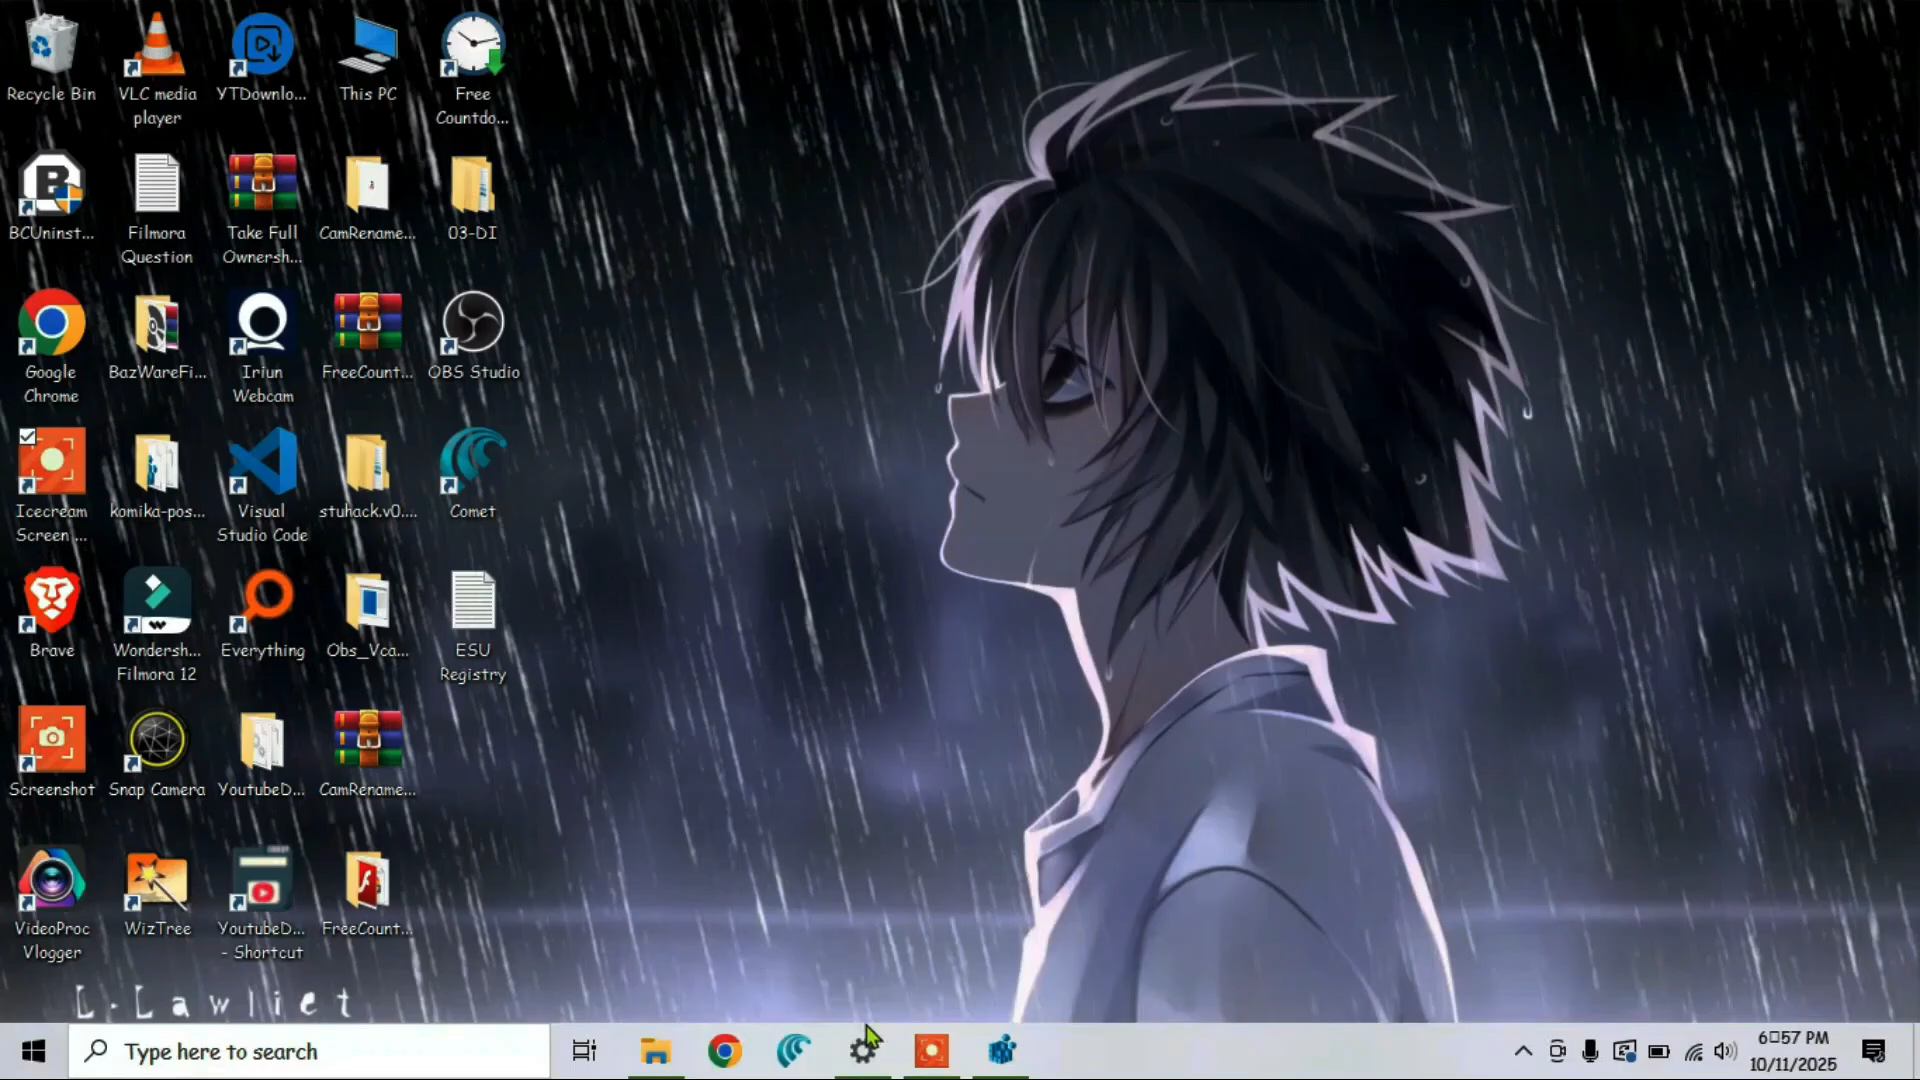 Recycle Bin
VLC media
player
YTDownlo...
This PC
Free
Countdo...
BCUninst...
Filmora
Question
Take Full
Ownersh...
CamRename...
03-DI
Google
Chrome
BazWareFi...
Iriun
Webcam
FreeCount...
OBS Studio
Icecream
Screen ...
komika-pos...
Visual
Studio Code
stuhack.v0....
Comet
Brave
Wondersh...
Filmora 12
Everything
Obs_Vca...
ESU
Registry
Screenshot
Snap Camera
YoutubeD...
CamRename...
VideoProc
Vlogger
WizTree
YoutubeD...
- Shortcut
FreeCount...
L.Lawliet
Type here to search
6□57 PM
10/11/2025